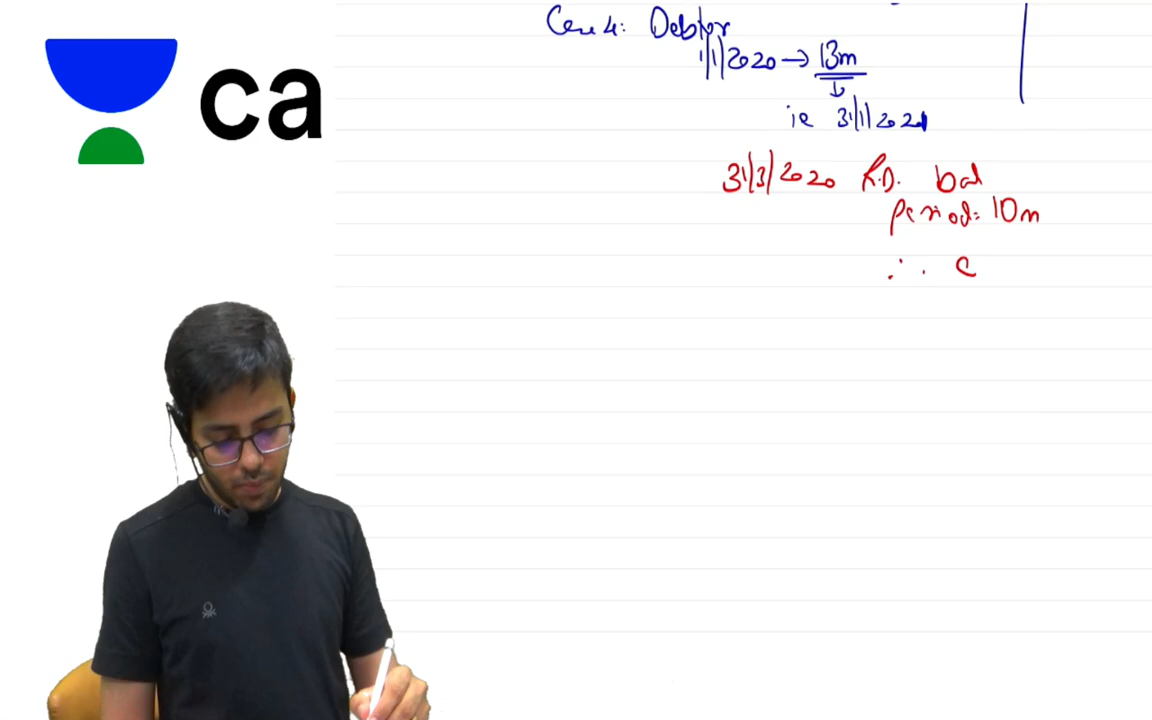 ca
Case 4: Debtor
1/1/2020 → 13m
ie 31/1/2021
31/3/2020 R.D. bal
period: 10m
∴ C